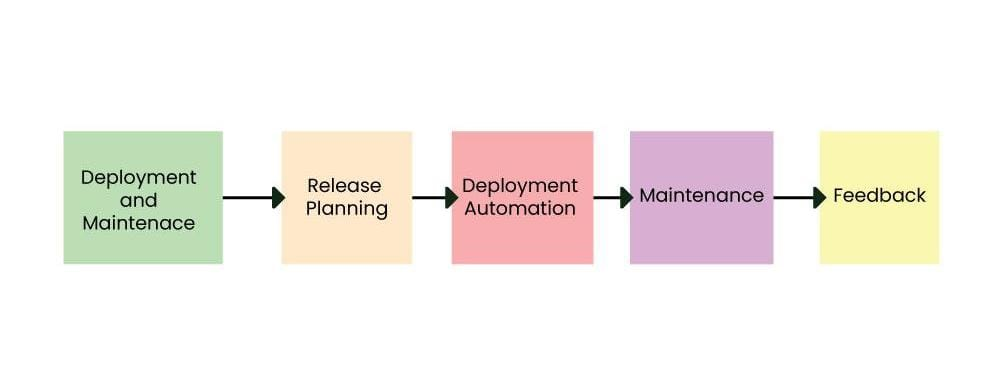 Deployment
and
Maintenace
Release
Planning
Deployment
Automation
Maintenance
Feedback